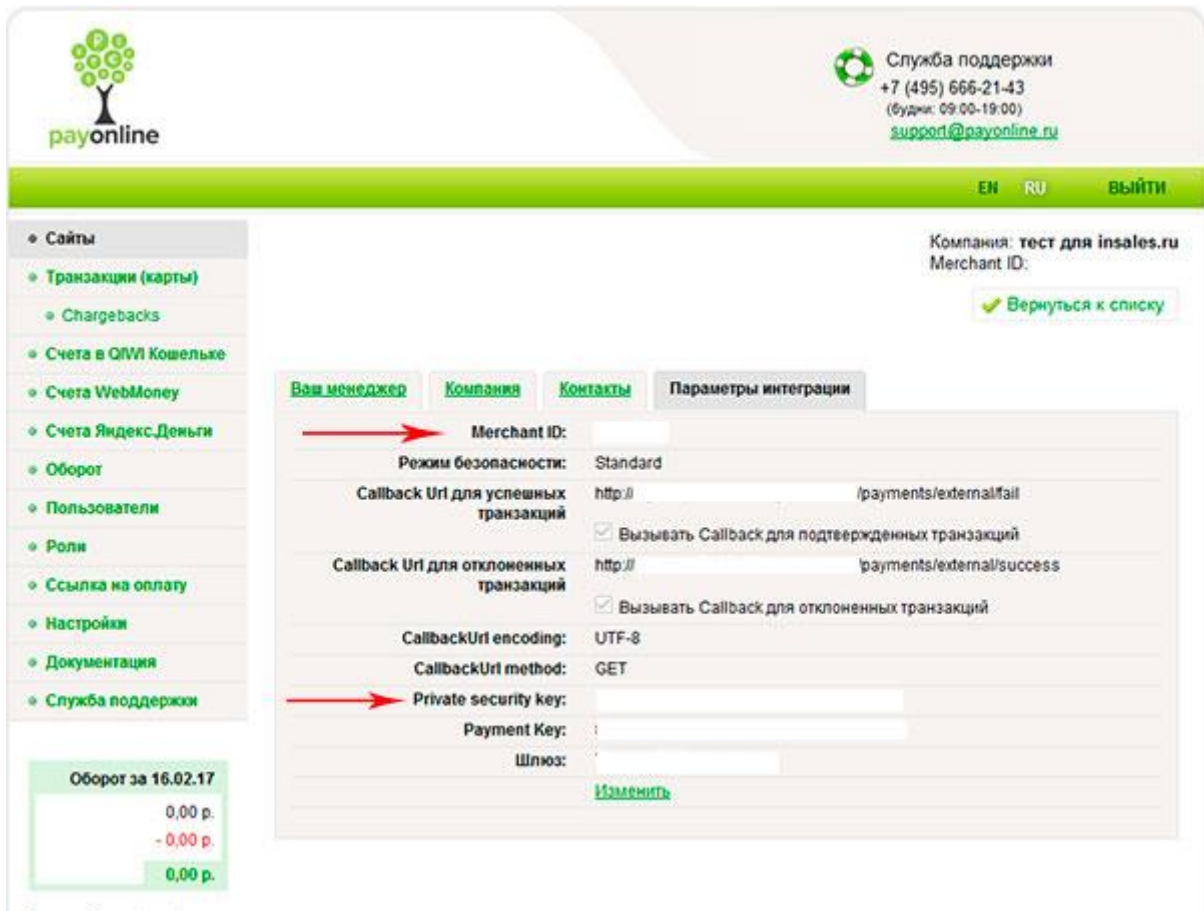 payonline
Служба поддержки
+7 (495) 666-21-43
(будни: 09:00-19:00)
support@payonline.ru
EN RU ВЫЙТИ
Сайты
Транзакции (карты)
Chargebacks
Счета в QIWI Кошельке
Счета WebMoney
Счета Яндекс.Деньги
Оборот
Пользователи
Роли
Ссылка на оплату
Настройки
Документация
Служба поддержки
Оборот за 16.02.17
0,00 р.
- 0,00 р.
0,00 р.
Компания: тест для insales.ru
Merchant ID:
Вернуться к списку
Ваш менеджер Компания Контакты Параметры интеграции
Merchant ID:
Режим безопасности: Standard
Callback Url для успешных http:// /payments/external/fail
транзакций
Вызывать Callback для подтвержденных транзакций
Callback Url для отклоненных http:// /payments/external/success
транзакций
Вызывать Callback для отклоненных транзакций
CallbackUrl encoding: UTF-8
CallbackUrl method: GET
Private security key:
Payment Key:
Шлюз:
Изменить